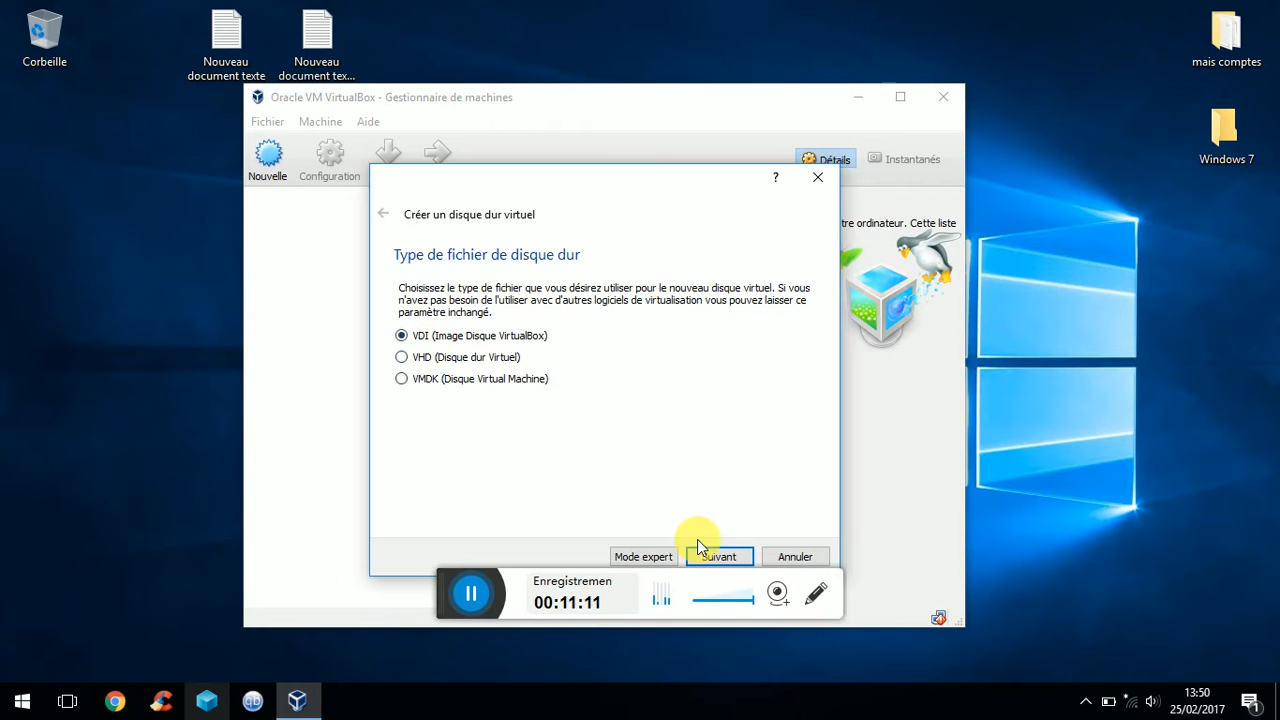 Corbeille
Nouveau
document texte
Nouveau
document tex...
mais comptes
Windows 7
Oracle VM VirtualBox - Gestionnaire de machines
Fichier Machine Aide
Nouvelle
Configuration
Détails
Instantanés
tre ordinateur. Cette liste
?
Créer un disque dur virtuel
Type de fichier de disque dur
Choisissez le type de fichier que vous désirez utiliser pour le nouveau disque virtuel. Si vous
n'avez pas besoin de l'utiliser avec d'autres logiciels de virtualisation vous pouvez laisser ce
paramètre inchangé.
VDI (Image Disque VirtualBox)
VHD (Disque dur Virtuel)
VMDK (Disque Virtual Machine)
Mode expert Suivant Annuler
Enregistremen
00:11:11
qb
13:50
25/02/2017
1